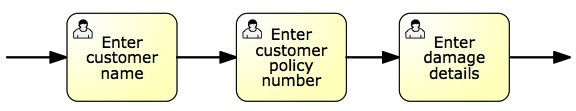 Enter
customer
name
Enter
customer
policy
number
Enter
damage
details